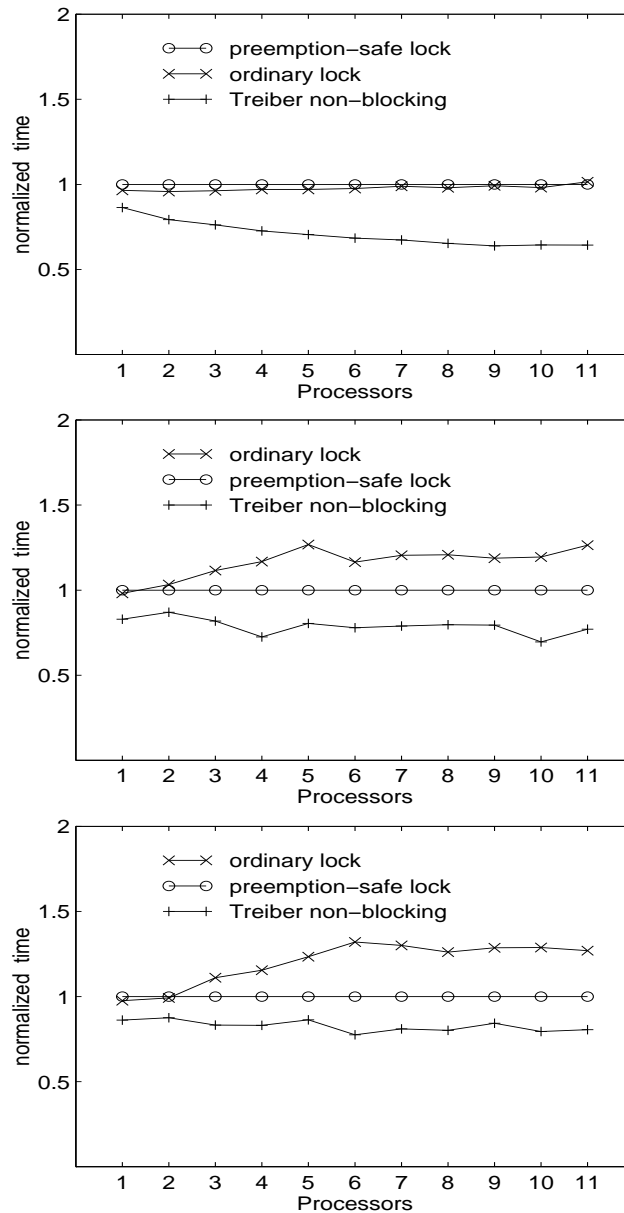 2
preemption–safe lock
ordinary lock
Treiber non–blocking
1.5
normalized time
1
0.5
1 2 3 4 5 6 7 8 9 10 11
Processors
2
ordinary lock
preemption–safe lock
Treiber non–blocking
1.5
normalized time
1
0.5
1 2 3 4 5 6 7 8 9 10 11
Processors
2
ordinary lock
preemption–safe lock
Treiber non–blocking
1.5
normalized time
1
0.5
1 2 3 4 5 6 7 8 9 10 11
Processors